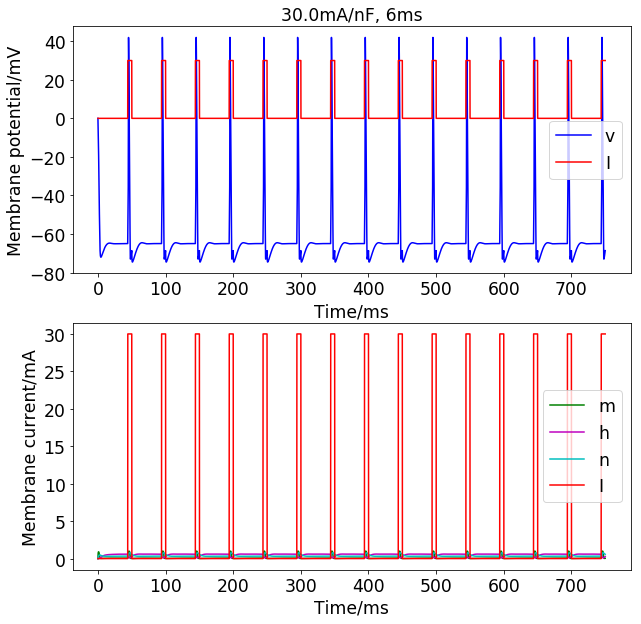 30.0mA/nF, 6ms
Membrane potential/mV
40
20
0
−20
−40
−60
−80
v
I
0 100 200 300 400 500 600 700
Time/ms
Membrane current/mA
30
25
20
15
10
5
0
m
h
n
I
0 100 200 300 400 500 600 700
Time/ms